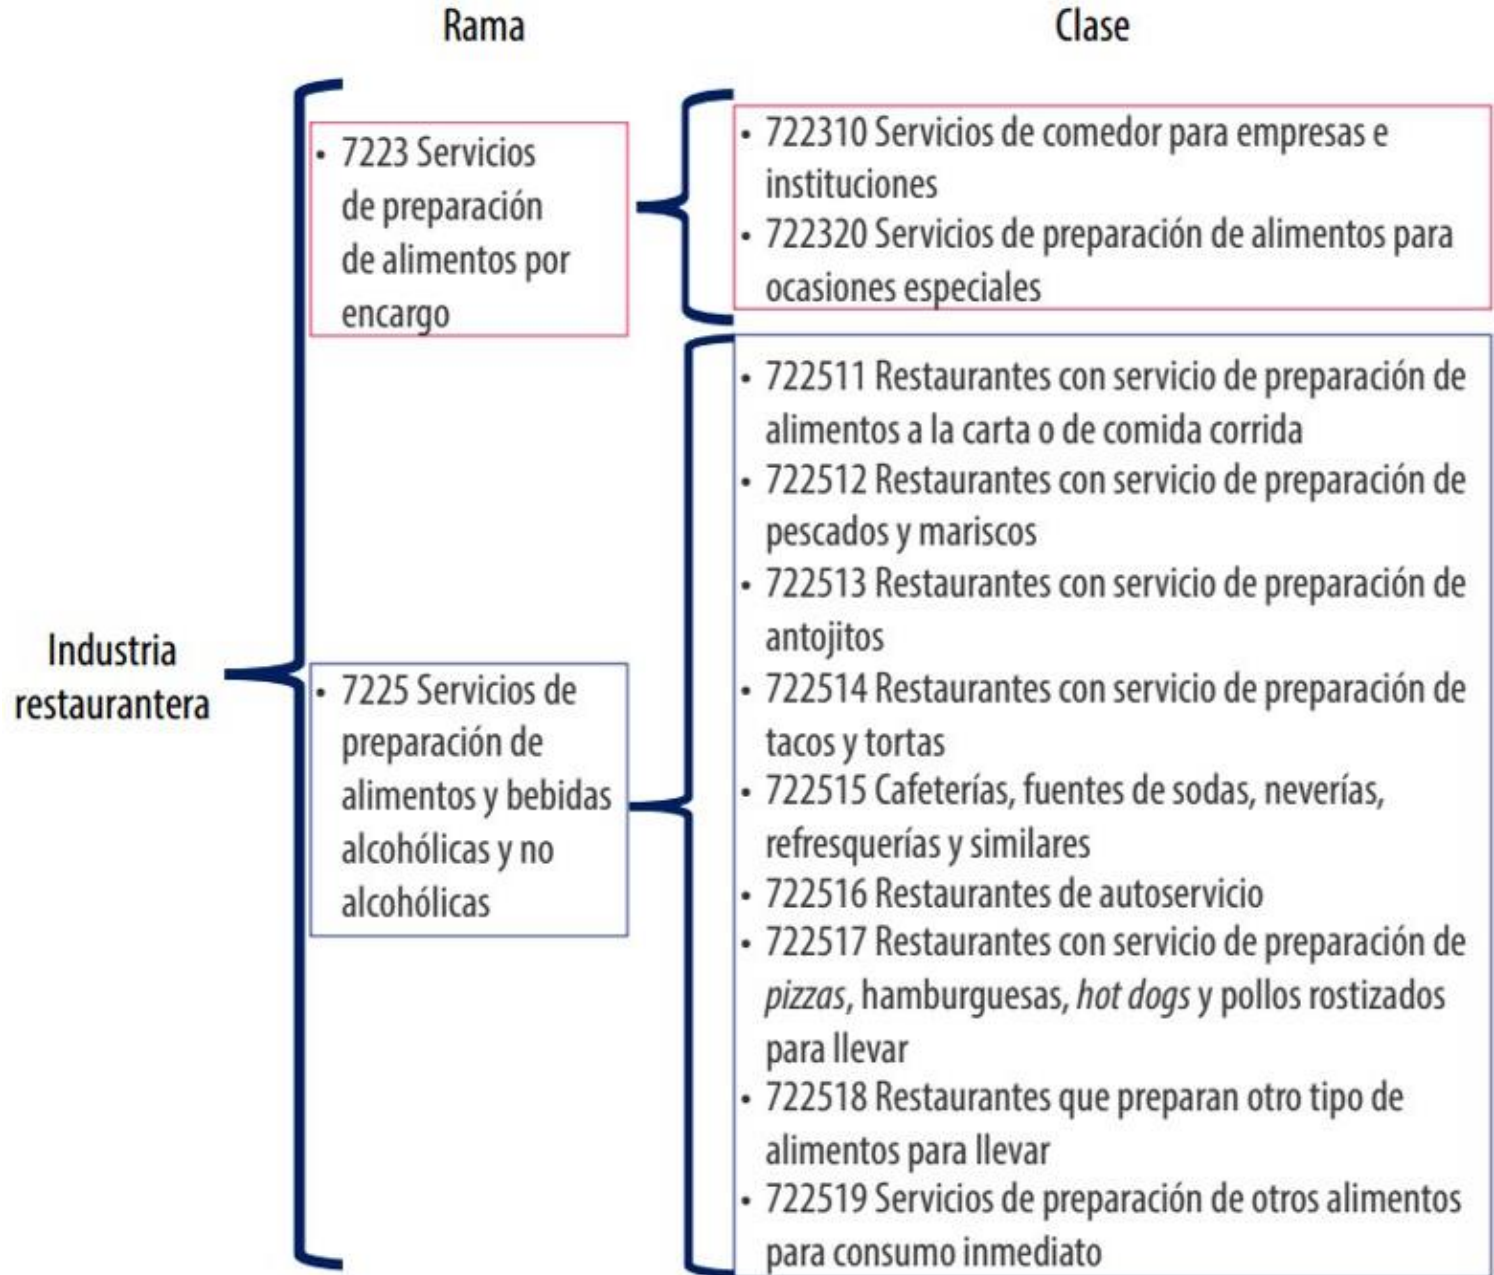 Rama
Clase
Industria
restaurantera
• 7223 Servicios
de preparación
de alimentos por
encargo
• 722310 Servicios de comedor para empresas e
instituciones
• 722320 Servicios de preparación de alimentos para
ocasiones especiales
• 7225 Servicios de
preparación de
alimentos y bebidas
alcohólicas y no
alcohólicas
• 722511 Restaurantes con servicio de preparación de
alimentos a la carta o de comida corrida
• 722512 Restaurantes con servicio de preparación de
pescados y mariscos
• 722513 Restaurantes con servicio de preparación de
antojitos
• 722514 Restaurantes con servicio de preparación de
tacos y tortas
• 722515 Cafeterías, fuentes de sodas, neverías,
refresquerías y similares
• 722516 Restaurantes de autoservicio
• 722517 Restaurantes con servicio de preparación de
pizzas, hamburguesas, hot dogs y pollos rostizados
para llevar
• 722518 Restaurantes que preparan otro tipo de
alimentos para llevar
• 722519 Servicios de preparación de otros alimentos
para consumo inmediato